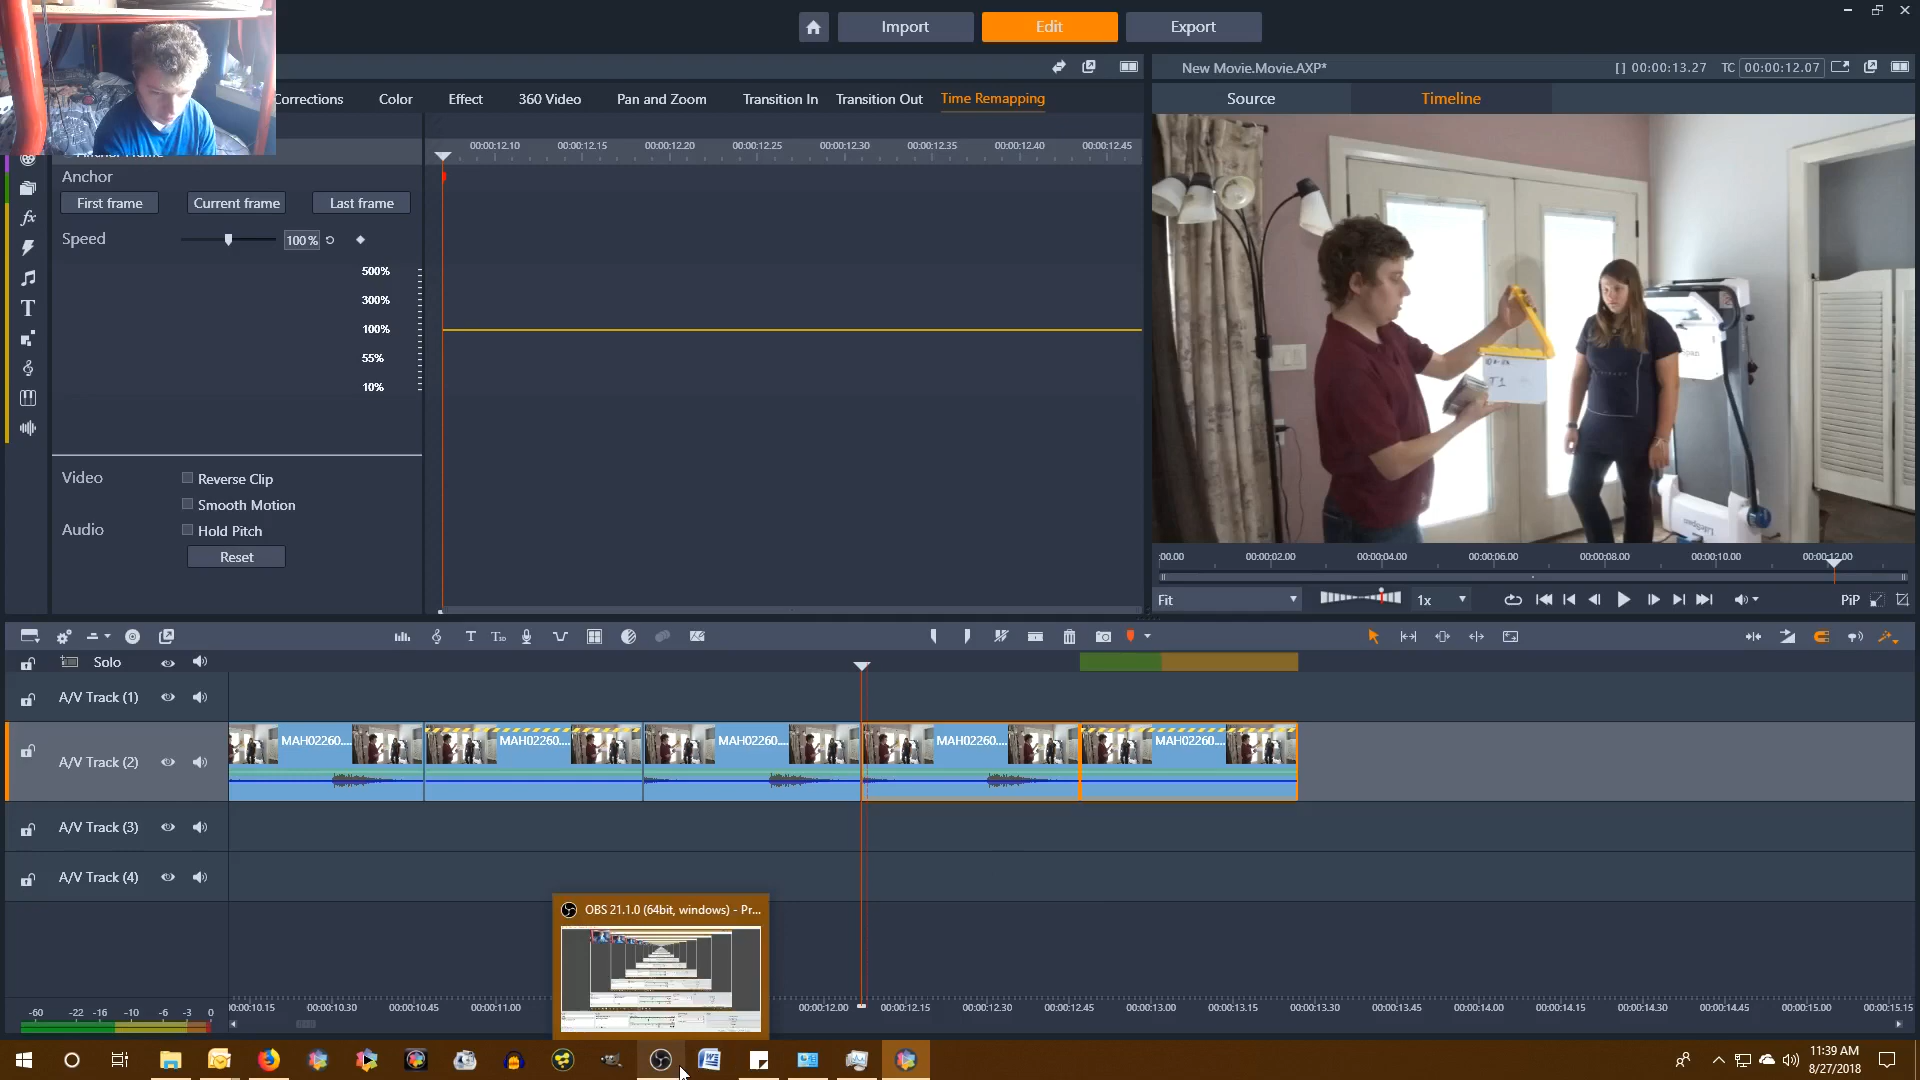 Import
Edit
Export
New Movie.Movie.AXP*
[] 00:00:13.27
TC 00:00:12.07
Corrections
Color
Effect
360 Video
Pan and Zoom
Transition In
Transition Out
Time Remapping
Source
Timeline
00:00:12.10
00:00:12.15
00:00:12.20
00:00:12.25
00:00:12.30
00:00:12.35
00:00:12.40
00:00:12.45
Anchor
First frame
Current frame
Last frame
Speed
100 %
500%
300%
100%
55%
10%
Video
Reverse Clip
Smooth Motion
Audio
Hold Pitch
Reset
T1
LifeSpan
:00.00
00:00:02.00
00:00:04.00
00:00:06.00
00:00:08.00
00:00:10.00
00:00:12.00
Fit
1x
PiP
Solo
A/V Track (1)
A/V Track (2)
MAH02260....
MAH02260....
MAH02260....
MAH02260....
MAH02260....
A/V Track (3)
A/V Track (4)
OBS 21.1.0 (64bit, windows) - Pr...
-60
-22
-16
-10
-6
-3
0
00:00:10.15
00:00:10.30
00:00:10.45
00:00:11.00
00:00:12.00
00:00:12.15
00:00:12.30
00:00:12.45
00:00:13.00
00:00:13.15
00:00:13.30
00:00:13.45
00:00:14.00
00:00:14.15
00:00:14.30
00:00:14.45
00:00:15.00
00:00:15.15
11:39 AM
8/27/2018